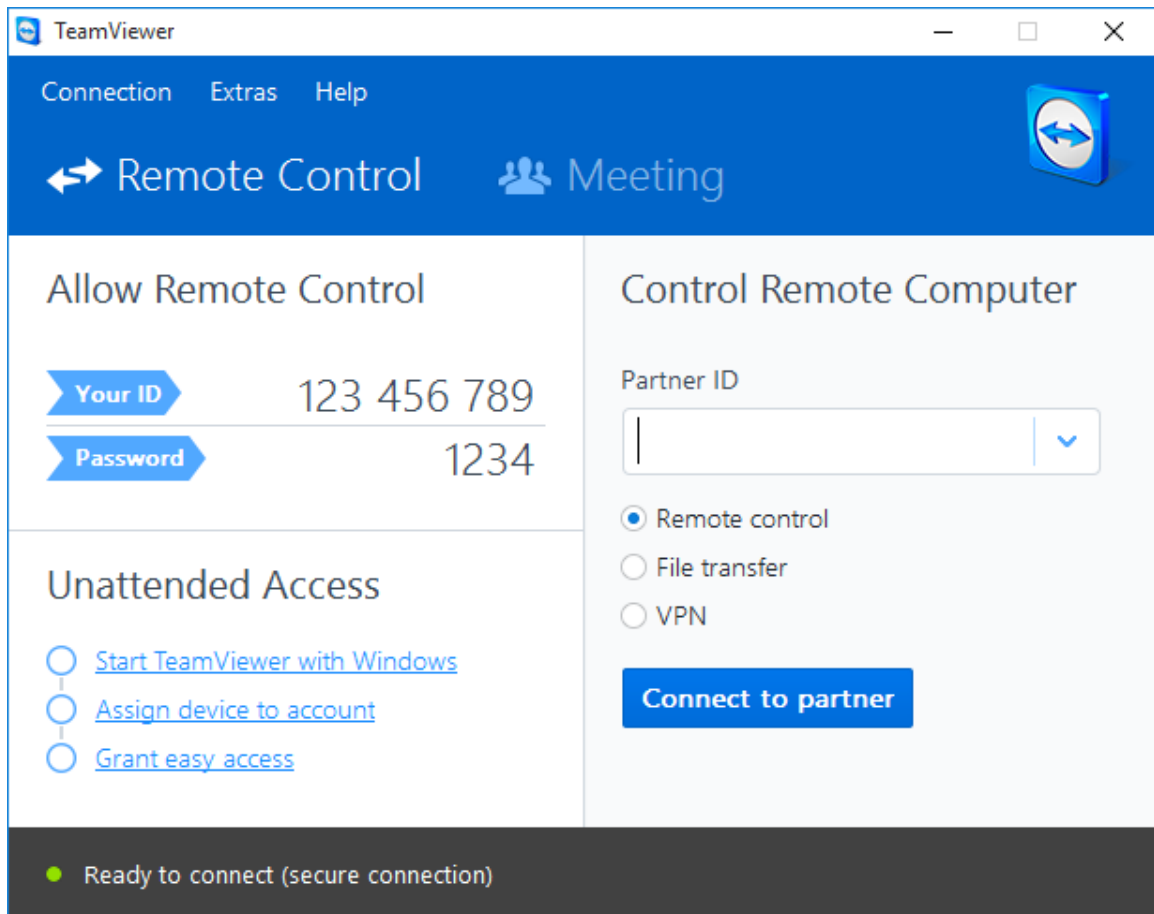 TeamViewer
Connection Extras Help
Remote Control Meeting
Allow Remote Control
Your ID 123 456 789
Password 1234
Unattended Access
Start TeamViewer with Windows
Assign device to account
Grant easy access
Control Remote Computer
Partner ID
Remote control
File transfer
VPN
Connect to partner
Ready to connect (secure connection)